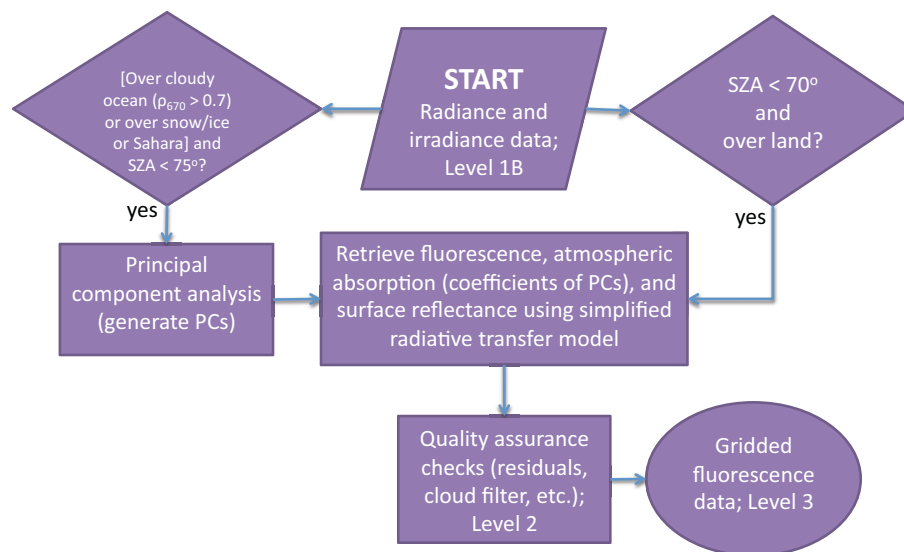 [Over cloudy
ocean (ρ₆₇₀ > 0.7)
or over snow/ice
or Sahara] and
SZA < 75°?
START
Radiance and
irradiance data;
Level 1B
SZA < 70°
and
over land?
yes
yes
Principal
component analysis
(generate PCs)
Retrieve fluorescence, atmospheric
absorption (coefficients of PCs), and
surface reflectance using simplified
radiative transfer model
Quality assurance
checks (residuals,
cloud filter, etc.);
Level 2
Gridded
fluorescence
data; Level 3